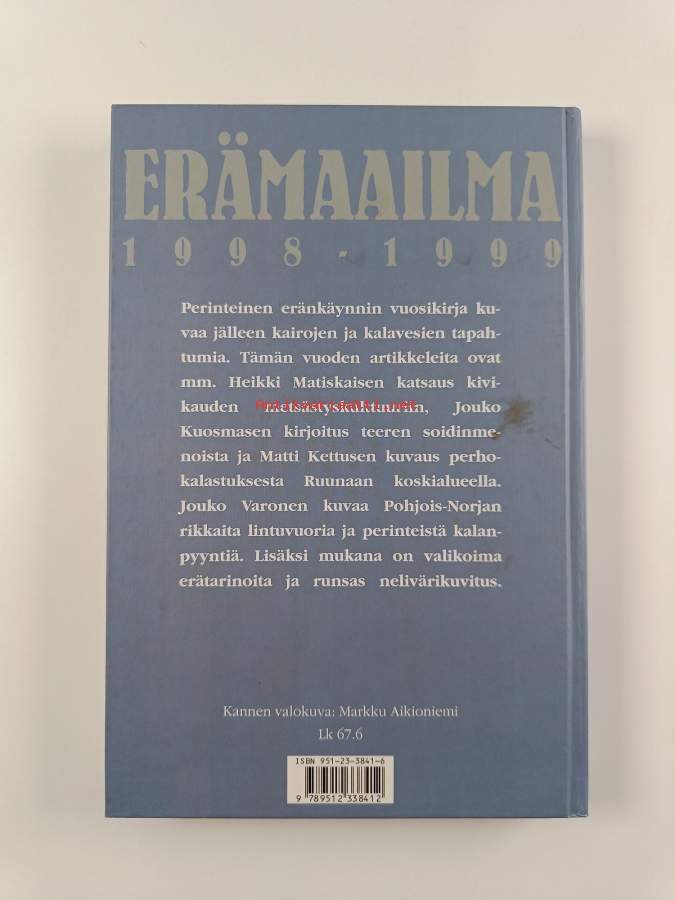 ERÄMAAILMA
1998-1999
Perinteinen eränkäynnin vuosikirja ku-
vaa jälleen kairojen ja kalavesien tapah-
tumia. Tämän vuoden artikkeleita ovat
mm. Heikki Matiskaisen katsaus kivi-
kauden metsästyskulttuuriin, Jouko
Kuosmasen kirjoitus teeren soidinme-
noista ja Matti Kettusen kuvaus perho-
kalastuksesta Ruunaan koskialueella.
Jouko Varonen kuvaa Pohjois-Norjan
rikkaita lintuvuoria ja perinteistä kalan-
pyyntiä. Lisäksi mukana on valikoima
erätarinoita ja runsas nelivärikuvitus.
Kannen valokuva: Markku Aikioniemi
Lk 67.6
ISBN 951-23-3841-6
9 789512 338412